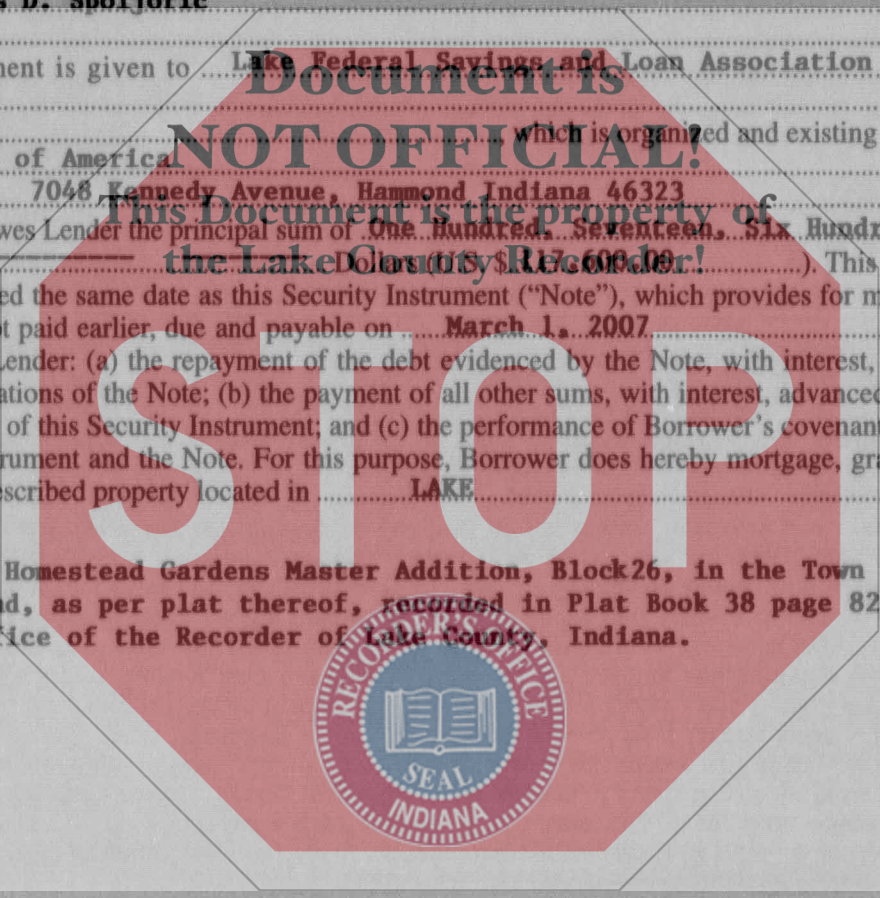 s D. Spoljoric
ment is given to Lake Federal Savings and Loan Association
which is organized and existing
of America
7048 Kennedy Avenue, Hammond Indiana 46323
wes Lender the principal sum of One Hundred, Seventeen, Six Hundr
Dollars (U.S. $ 117,600.00 ). This
ed the same date as this Security Instrument (“Note”), which provides for m
t paid earlier, due and payable on March 1, 2007
Lender: (a) the repayment of the debt evidenced by the Note, with interest,
ations of the Note; (b) the payment of all other sums, with interest, advanced
of this Security Instrument; and (c) the performance of Borrower’s covenant
rument and the Note. For this purpose, Borrower does hereby mortgage, gra
escribed property located in LAKE
Homestead Gardens Master Addition, Block26, in the Town
nd, as per plat thereof, recorded in Plat Book 38 page 82
fice of the Recorder of Lake County, Indiana.
Document is
NOT OFFICIAL!
This Document is the property of
the Lake County Recorder!
STOP
RECORDER'S OFFICE
SEAL
INDIANA